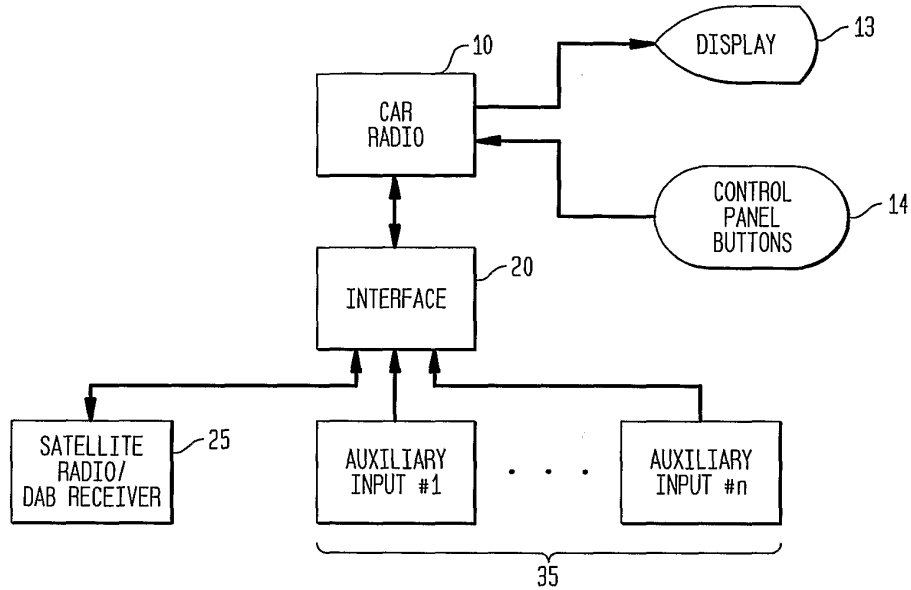 13
DISPLAY
10
CAR
RADIO
CONTROL
PANEL
BUTTONS
14
20
INTERFACE
SATELLITE
RADIO/
DAB RECEIVER
25
AUXILIARY
INPUT #1
. . .
AUXILIARY
INPUT #n
35